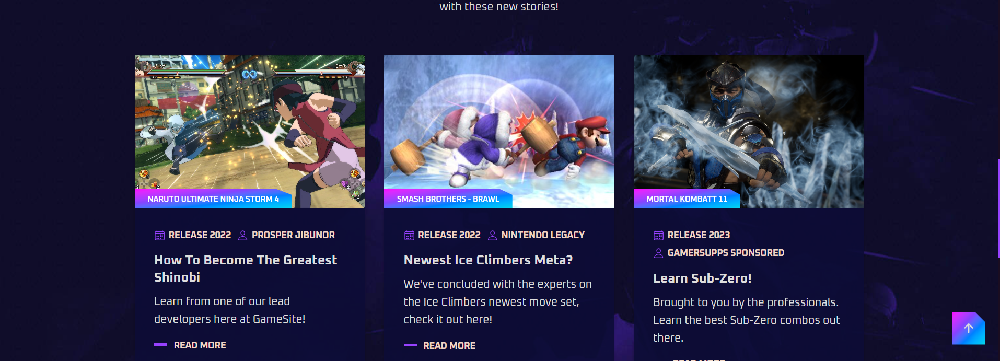 with these new stories!
NARUTO ULTIMATE NINJA STORM 4
RELEASE 2022 PROSPER JIBUNOR
How To Become The Greatest
Shinobi
Learn from one of our lead
developers here at GameSite!
READ MORE
SMASH BROTHERS - BRAWL
RELEASE 2022 NINTENDO LEGACY
Newest Ice Climbers Meta?
We've concluded with the experts on
the Ice Climbers newest move set,
check it out here!
READ MORE
MORTAL KOMBATT 11
RELEASE 2023
GAMERSUPPS SPONSORED
Learn Sub-Zero!
Brought to you by the professionals.
Learn the best Sub-Zero combos out
there.
READ MORE